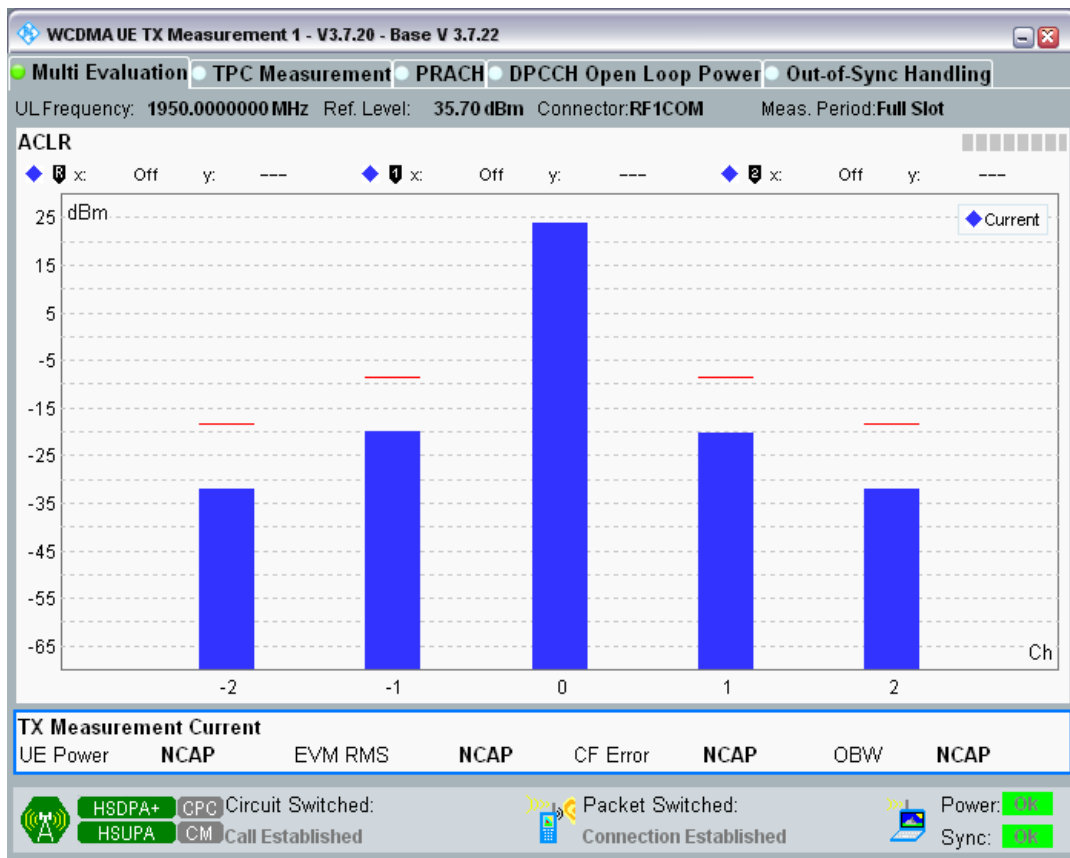 WCDMA UE TX Measurement 1 - V3.7.20 - Base V 3.7.22
Multi Evaluation TPC Measurement PRACH DPCCH Open Loop Power Out-of-Sync Handling
UL Frequency: 1950.0000000 MHz Ref. Level: 35.70 dBm Connector:RF1COM Meas. Period:Full Slot
ACLR
R x: Off y: --- 1 x: Off y: --- 2 x: Off y: ---
dBm
Current
25
15
5
-5
-15
-25
-35
-45
-55
-65
Ch
-2 -1 0 1 2
TX Measurement Current
UE Power NCAP EVM RMS NCAP CF Error NCAP OBW NCAP
HSDPA+ CPC Circuit Switched: Packet Switched: Power: Ok
HSUPA CM Call Established Connection Established Sync: Ok